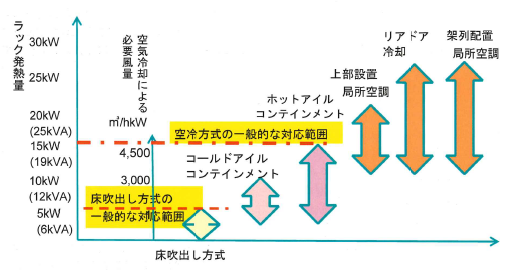 ラック発熱量
30kW
25kW
20kW
(25kVA)
15kW
(19kVA)
10kW
(12kVA)
5kW
(6kVA)
空気冷却による
必要風量
㎥/hkW
4,500
3,000
床吹出し方式の
一般的な対応範囲
床吹出し方式
コールドアイル
コンテインメント
空冷方式の一般的な対応範囲
ホットアイル
コンテインメント
上部設置
局所空調
リアドア
冷却
架列配置
局所空調